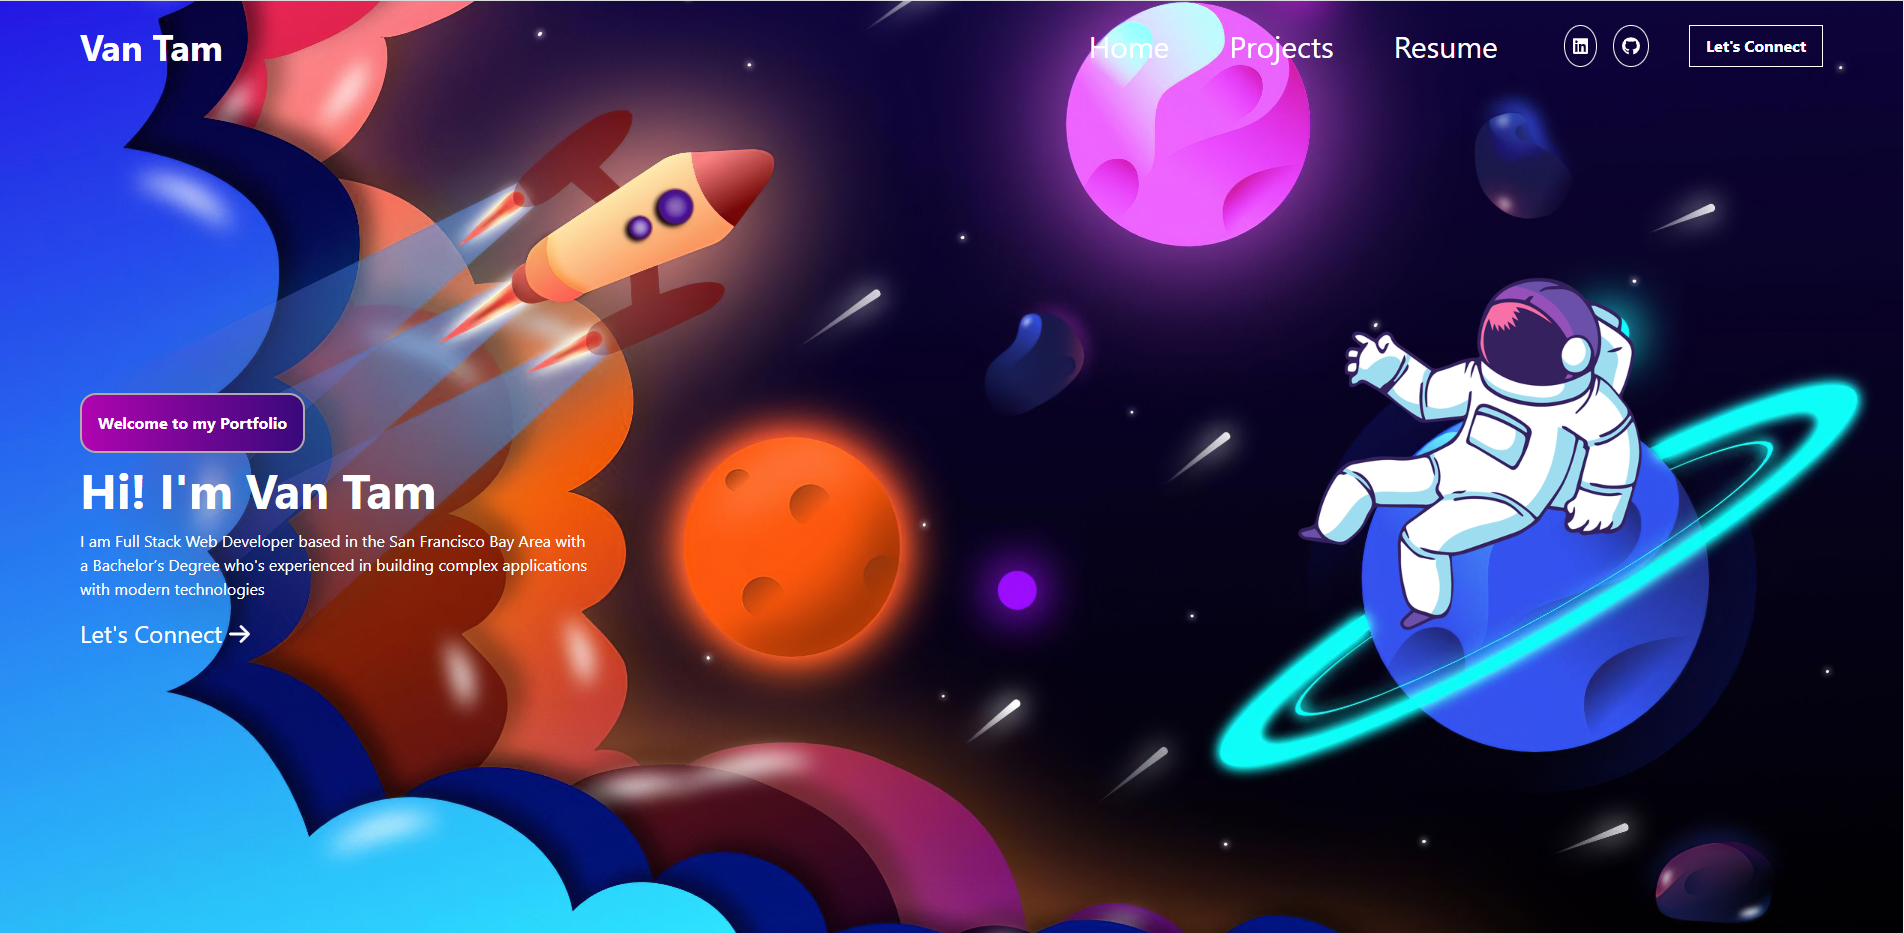 Van Tam
Home Projects Resume
in
Let's Connect
Welcome to my Portfolio
Hi! I'm Van Tam
I am Full Stack Web Developer based in the San Francisco Bay Area with
a Bachelor’s Degree who's experienced in building complex applications
with modern technologies
Let's Connect